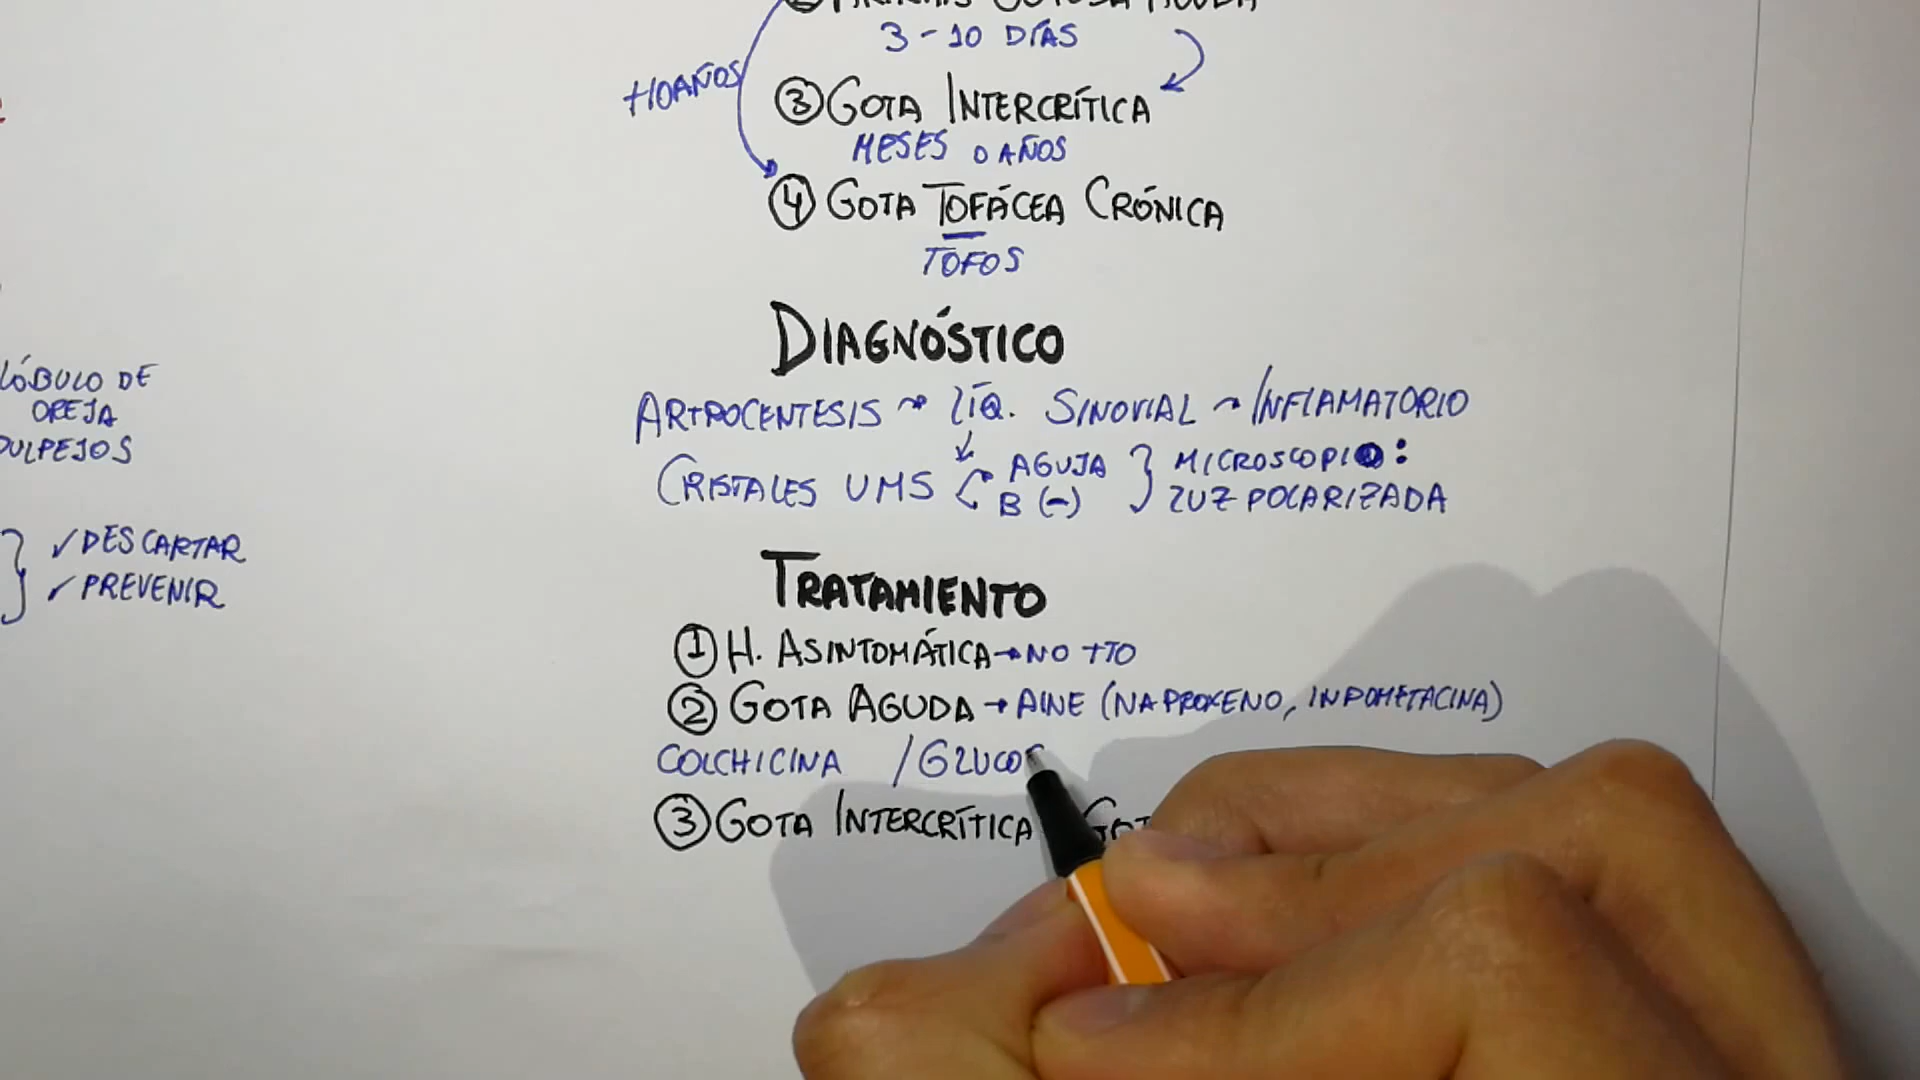 3 - 10 DÍAS
+10 AÑOS
③ GOTA INTERCRÍTICA
MESES O AÑOS
④ GOTA TOFÁCEA CRÓNICA
TOFOS
DIAGNÓSTICO
LÓBULO DE
OREJA
PULPEJOS
ARTROCENTESIS → LÍQ. SINOVIAL → INFLAMATORIO
CRISTALES UMS AGUJA
B (-)
MICROSCOPIO:
LUZ POLARIZADA
✓ DESCARTAR
✓ PREVENIR
TRATAMIENTO
① H. ASINTOMÁTICA → NO TTO
② GOTA AGUDA → AINE (NAPROXENO, INDOMETACINA)
COLCHICINA / GLUCO
③ GOTA INTERCRÍTICA